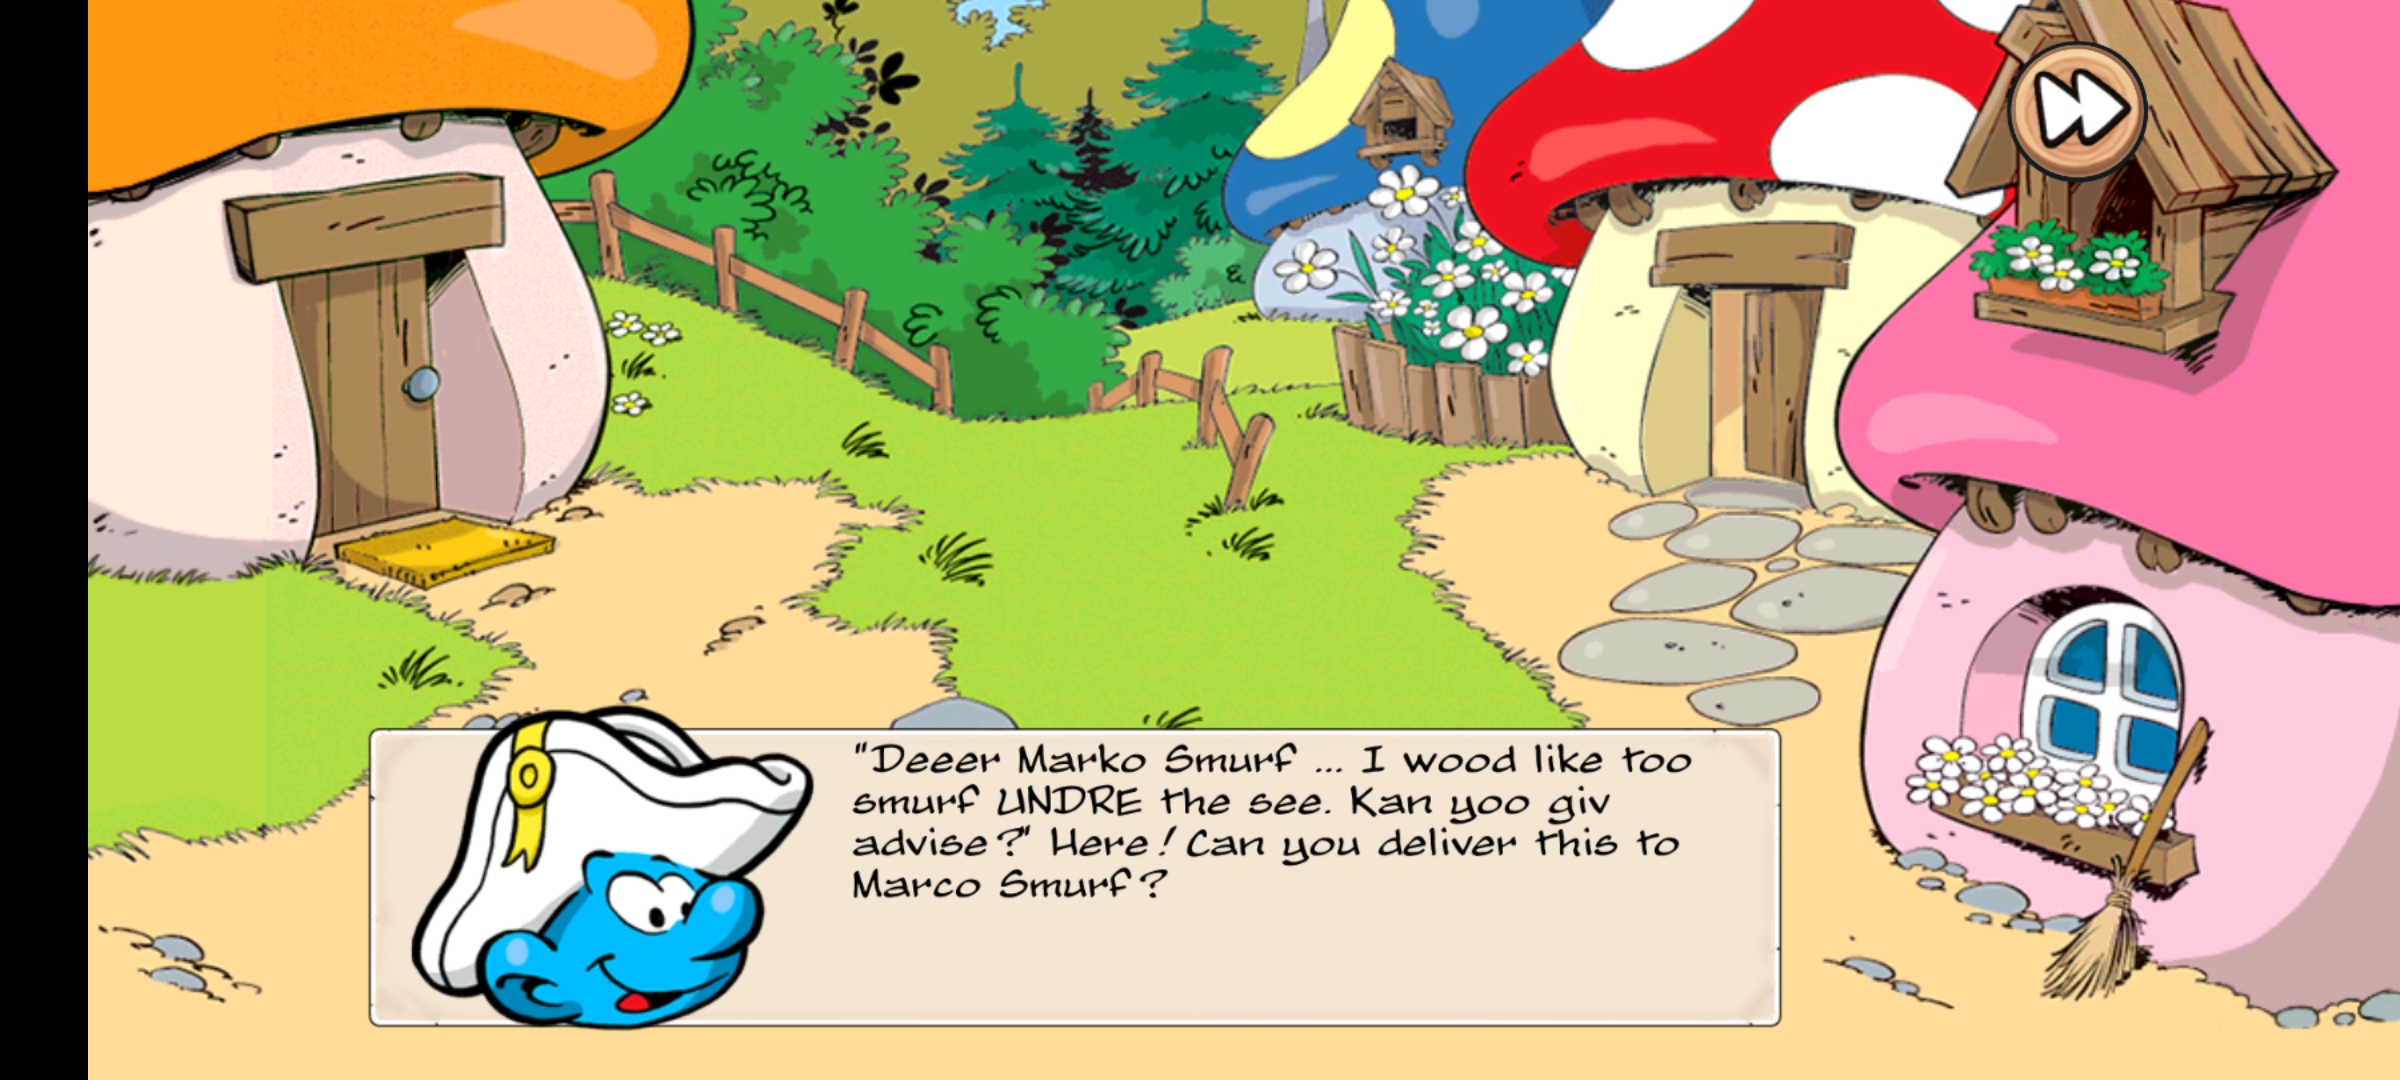 "Deeer Marko Smurf ... I wood like too
smurf UNDRE the see. Kan yoo giv
advise?" Here! Can you deliver this to
Marco Smurf?